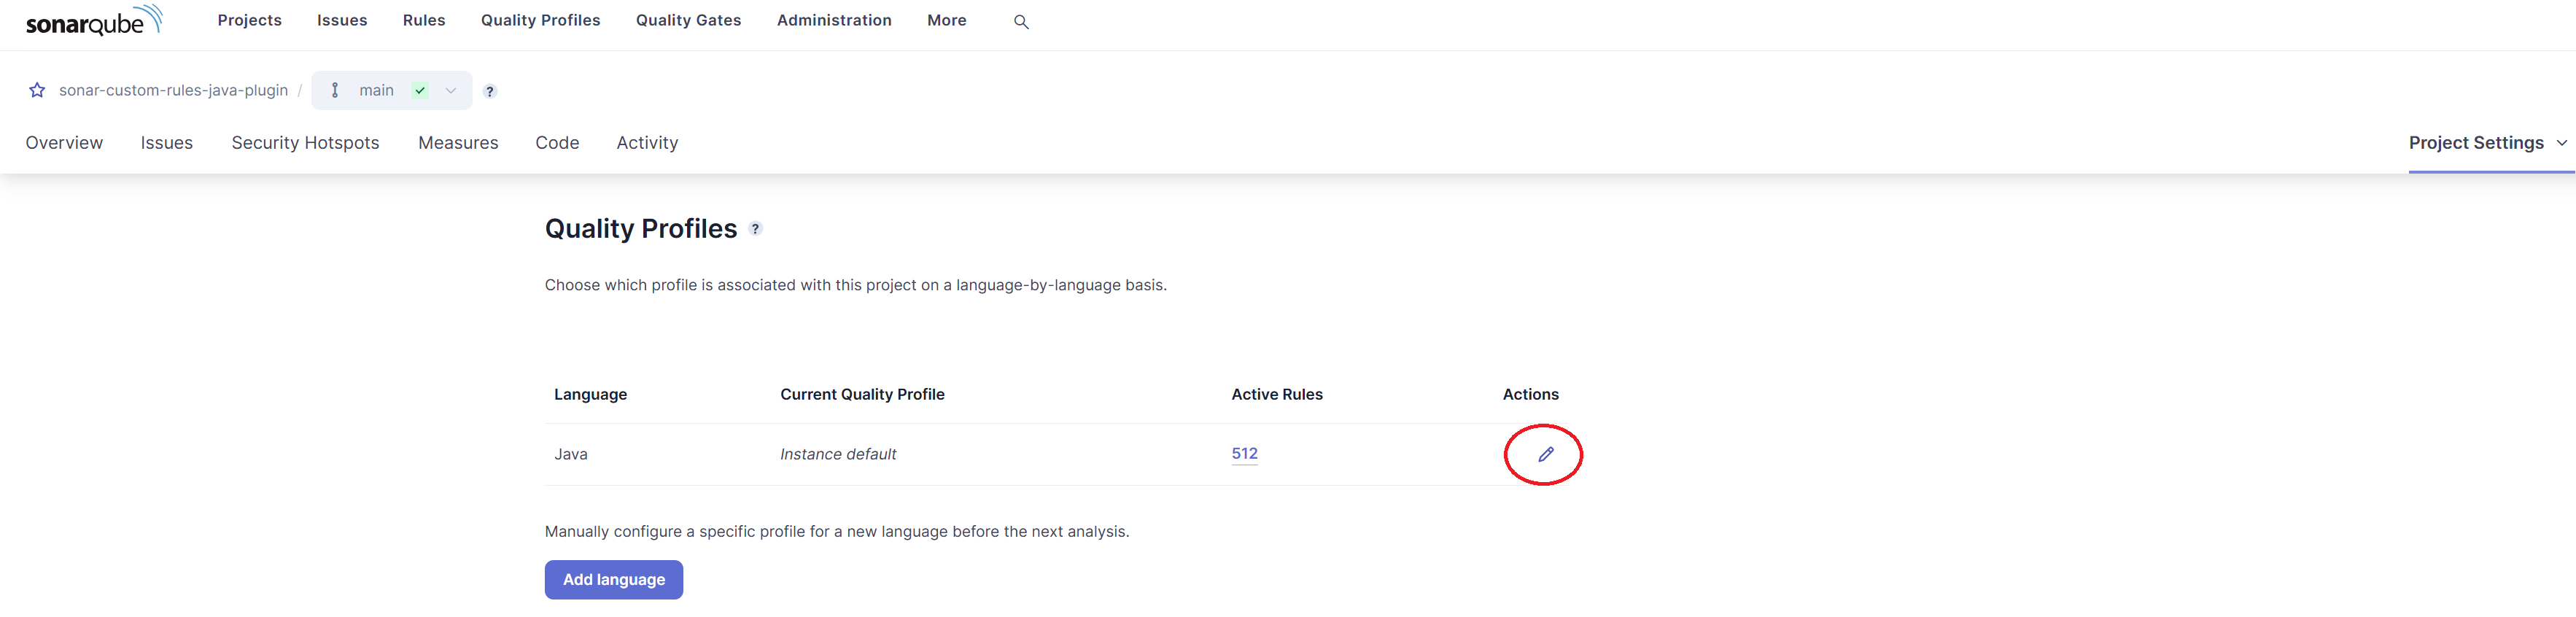 sonarqube Projects Issues Rules Quality Profiles Quality Gates Administration More
sonar-custom-rules-java-plugin / main ?
Overview Issues Security Hotspots Measures Code Activity Project Settings
Quality Profiles ?
Choose which profile is associated with this project on a language-by-language basis.
Language Current Quality Profile Active Rules Actions
Java Instance default 512
Manually configure a specific profile for a new language before the next analysis.
Add language